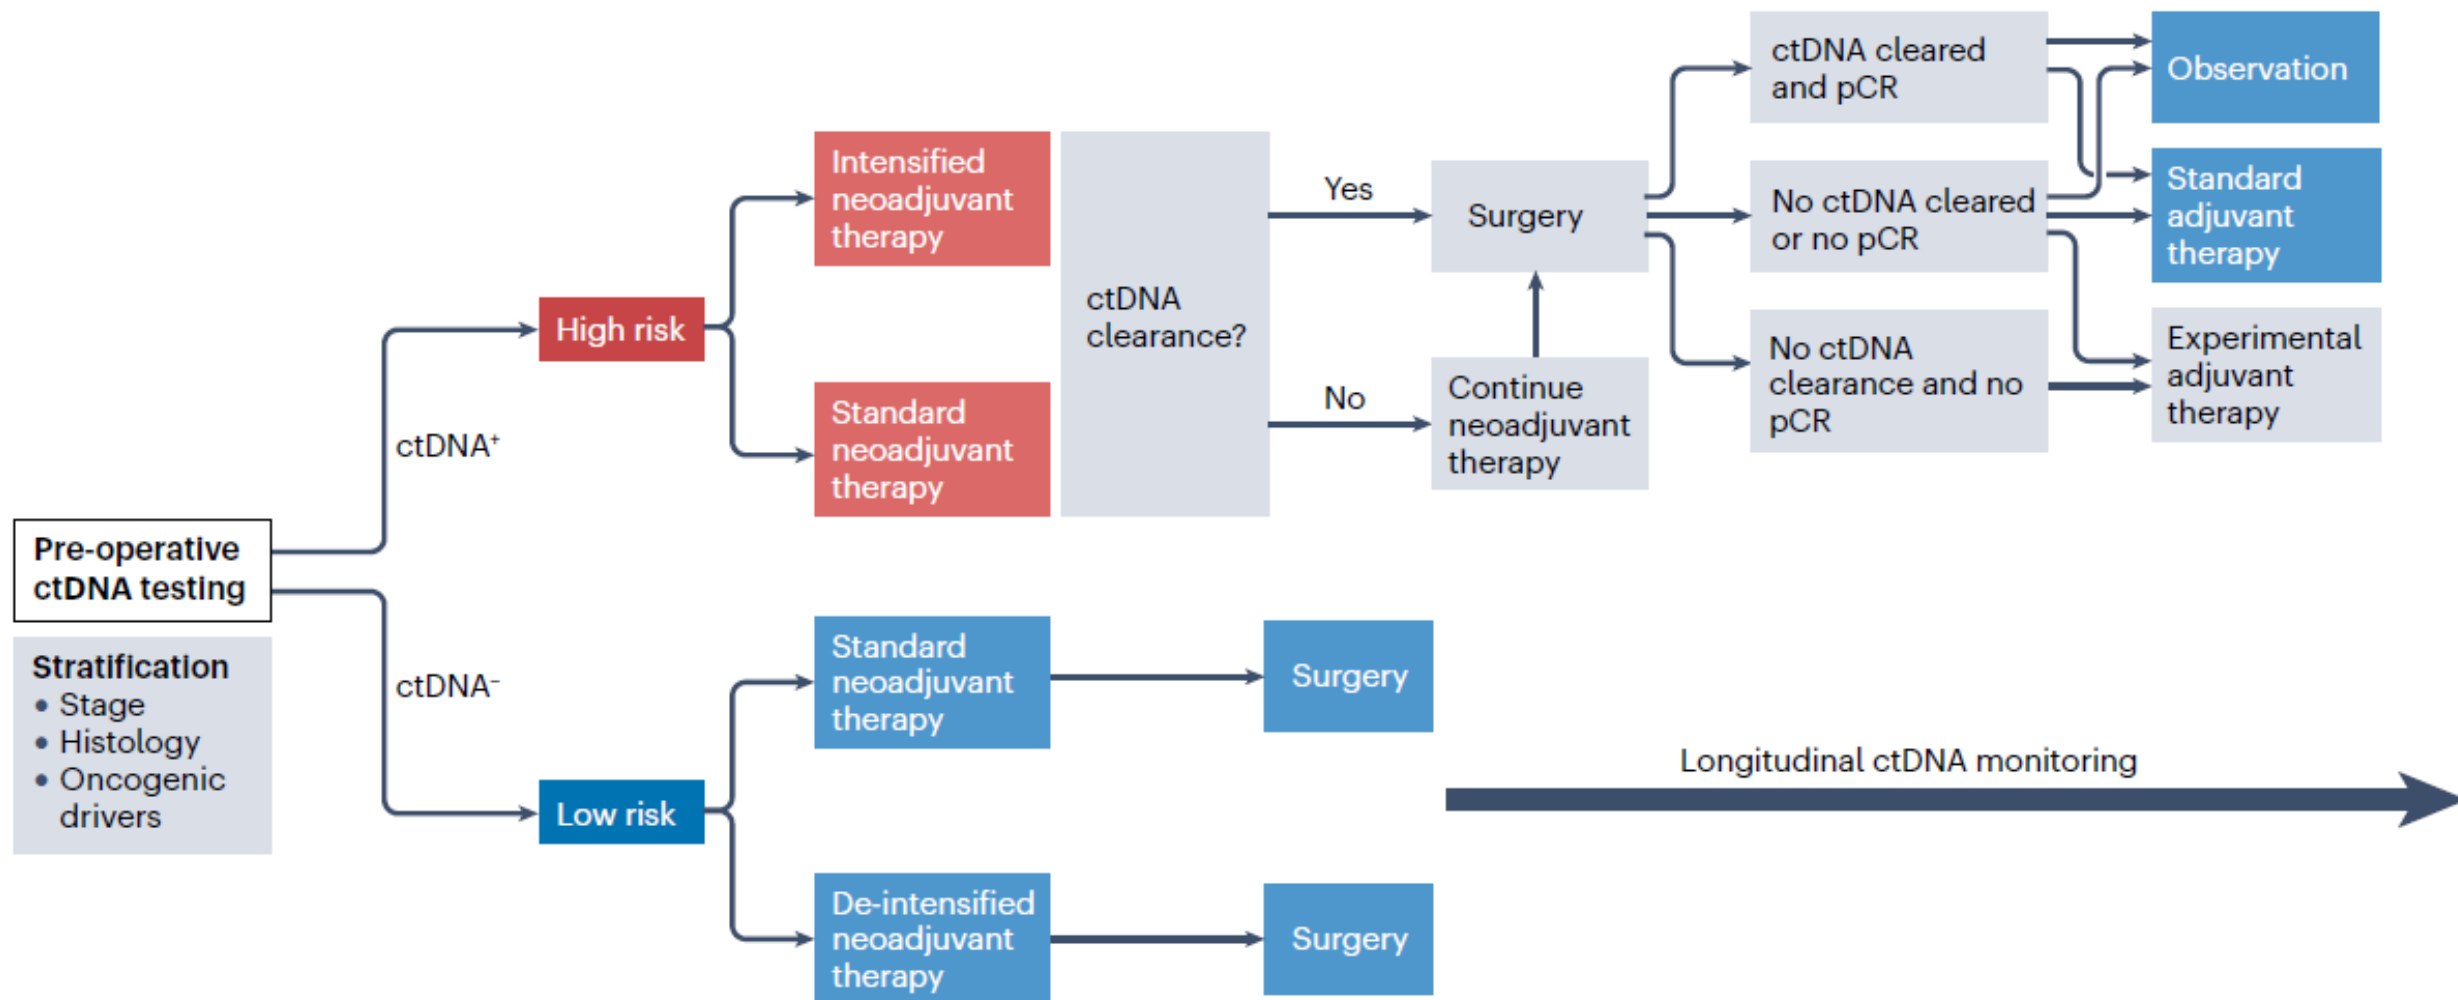 Pre-operative
ctDNA testing
Stratification
• Stage
• Histology
• Oncogenic
drivers
ctDNA⁺
ctDNA⁻
High risk
Low risk
Intensified
neoadjuvant
therapy
Standard
neoadjuvant
therapy
ctDNA
clearance?
Yes
No
Surgery
Continue
neoadjuvant
therapy
ctDNA cleared
and pCR
No ctDNA cleared
or no pCR
No ctDNA
clearance and no
pCR
Observation
Standard
adjuvant
therapy
Experimental
adjuvant
therapy
Standard
neoadjuvant
therapy
Surgery
De-intensified
neoadjuvant
therapy
Surgery
Longitudinal ctDNA monitoring